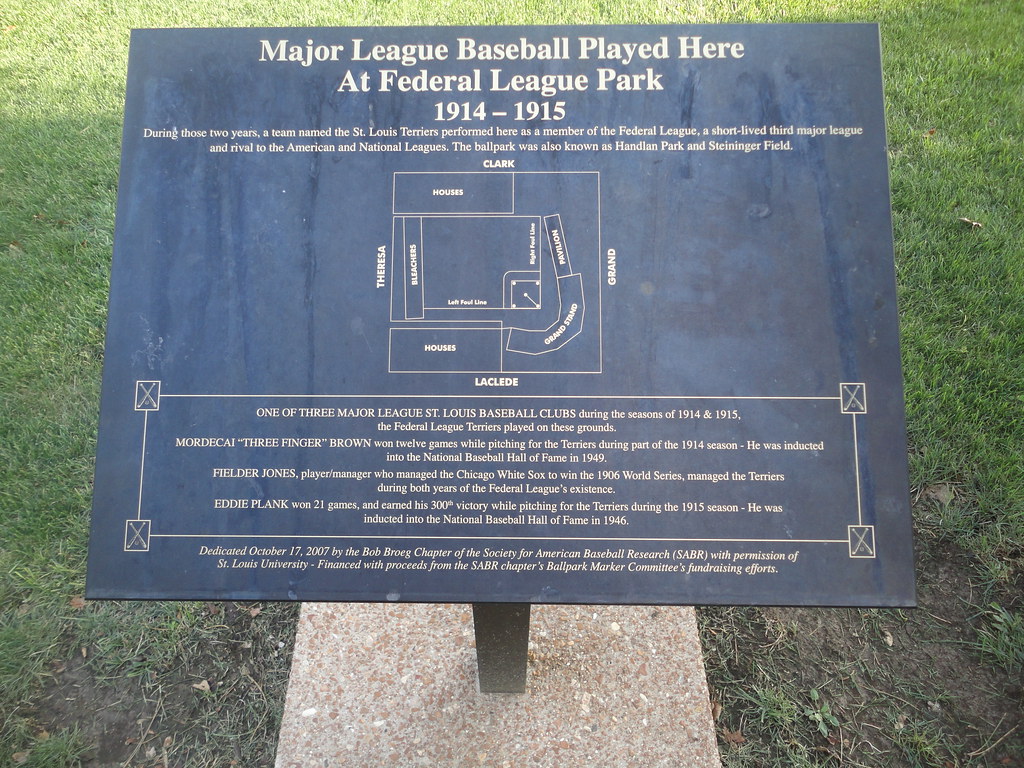 Major League Baseball Played Here
At Federal League Park
1914 – 1915
During those two years, a team named the St. Louis Terriers performed here as a member of the Federal League, a short-lived third major league
and rival to the American and National Leagues. The ballpark was also known as Handlan Park and Steininger Field.
CLARK
HOUSES
THERESA
BLEACHERS
Right Foul Line
PAVILION
GRAND
Left Foul Line
GRAND STAND
HOUSES
LACLEDE
ONE OF THREE MAJOR LEAGUE ST. LOUIS BASEBALL CLUBS during the seasons of 1914 & 1915,
the Federal League Terriers played on these grounds.
MORDECAI “THREE FINGER” BROWN won twelve games while pitching for the Terriers during part of the 1914 season - He was inducted
into the National Baseball Hall of Fame in 1949.
FIELDER JONES, player/manager who managed the Chicago White Sox to win the 1906 World Series, managed the Terriers
during both years of the Federal League’s existence.
EDDIE PLANK won 21 games, and earned his 300th victory while pitching for the Terriers during the 1915 season - He was
inducted into the National Baseball Hall of Fame in 1946.
Dedicated October 17, 2007 by the Bob Broeg Chapter of the Society for American Baseball Research (SABR) with permission of
St. Louis University - Financed with proceeds from the SABR chapter’s Ballpark Marker Committee’s fundraising efforts.